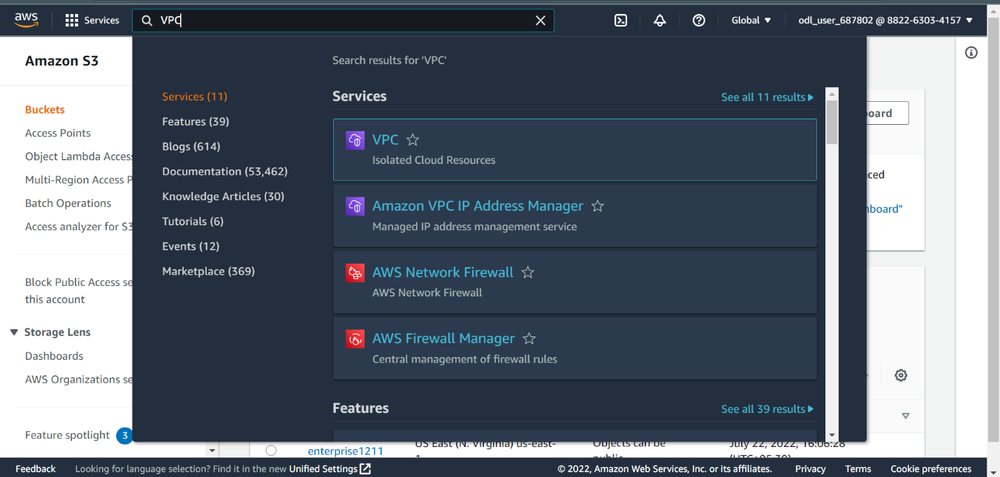 aws
Services
VPC
Global
odl_user_687802 @ 8822-6303-4157
Amazon S3
Buckets
Access Points
Object Lambda Acces
Multi-Region Access P
Batch Operations
Access analyzer for S3
Block Public Access se
this account
Storage Lens
Dashboards
AWS Organizations se
Feature spotlight 3
Search results for 'VPC'
Services (11)
Features (39)
Blogs (614)
Documentation (53,462)
Knowledge Articles (30)
Tutorials (6)
Events (12)
Marketplace (369)
Services
See all 11 results
VPC
Isolated Cloud Resources
Amazon VPC IP Address Manager
Managed IP address management service
AWS Network Firewall
AWS Network Firewall
AWS Firewall Manager
Central management of firewall rules
Features
See all 39 results
board
ced
board"
enterprise1211
US East (N. Virginia) us-east-
Objects can be
July 22, 2022, 16:06:28
Feedback
Looking for language selection? Find it in the new Unified Settings
© 2022, Amazon Web Services, Inc. or its affiliates.
Privacy
Terms
Cookie preferences